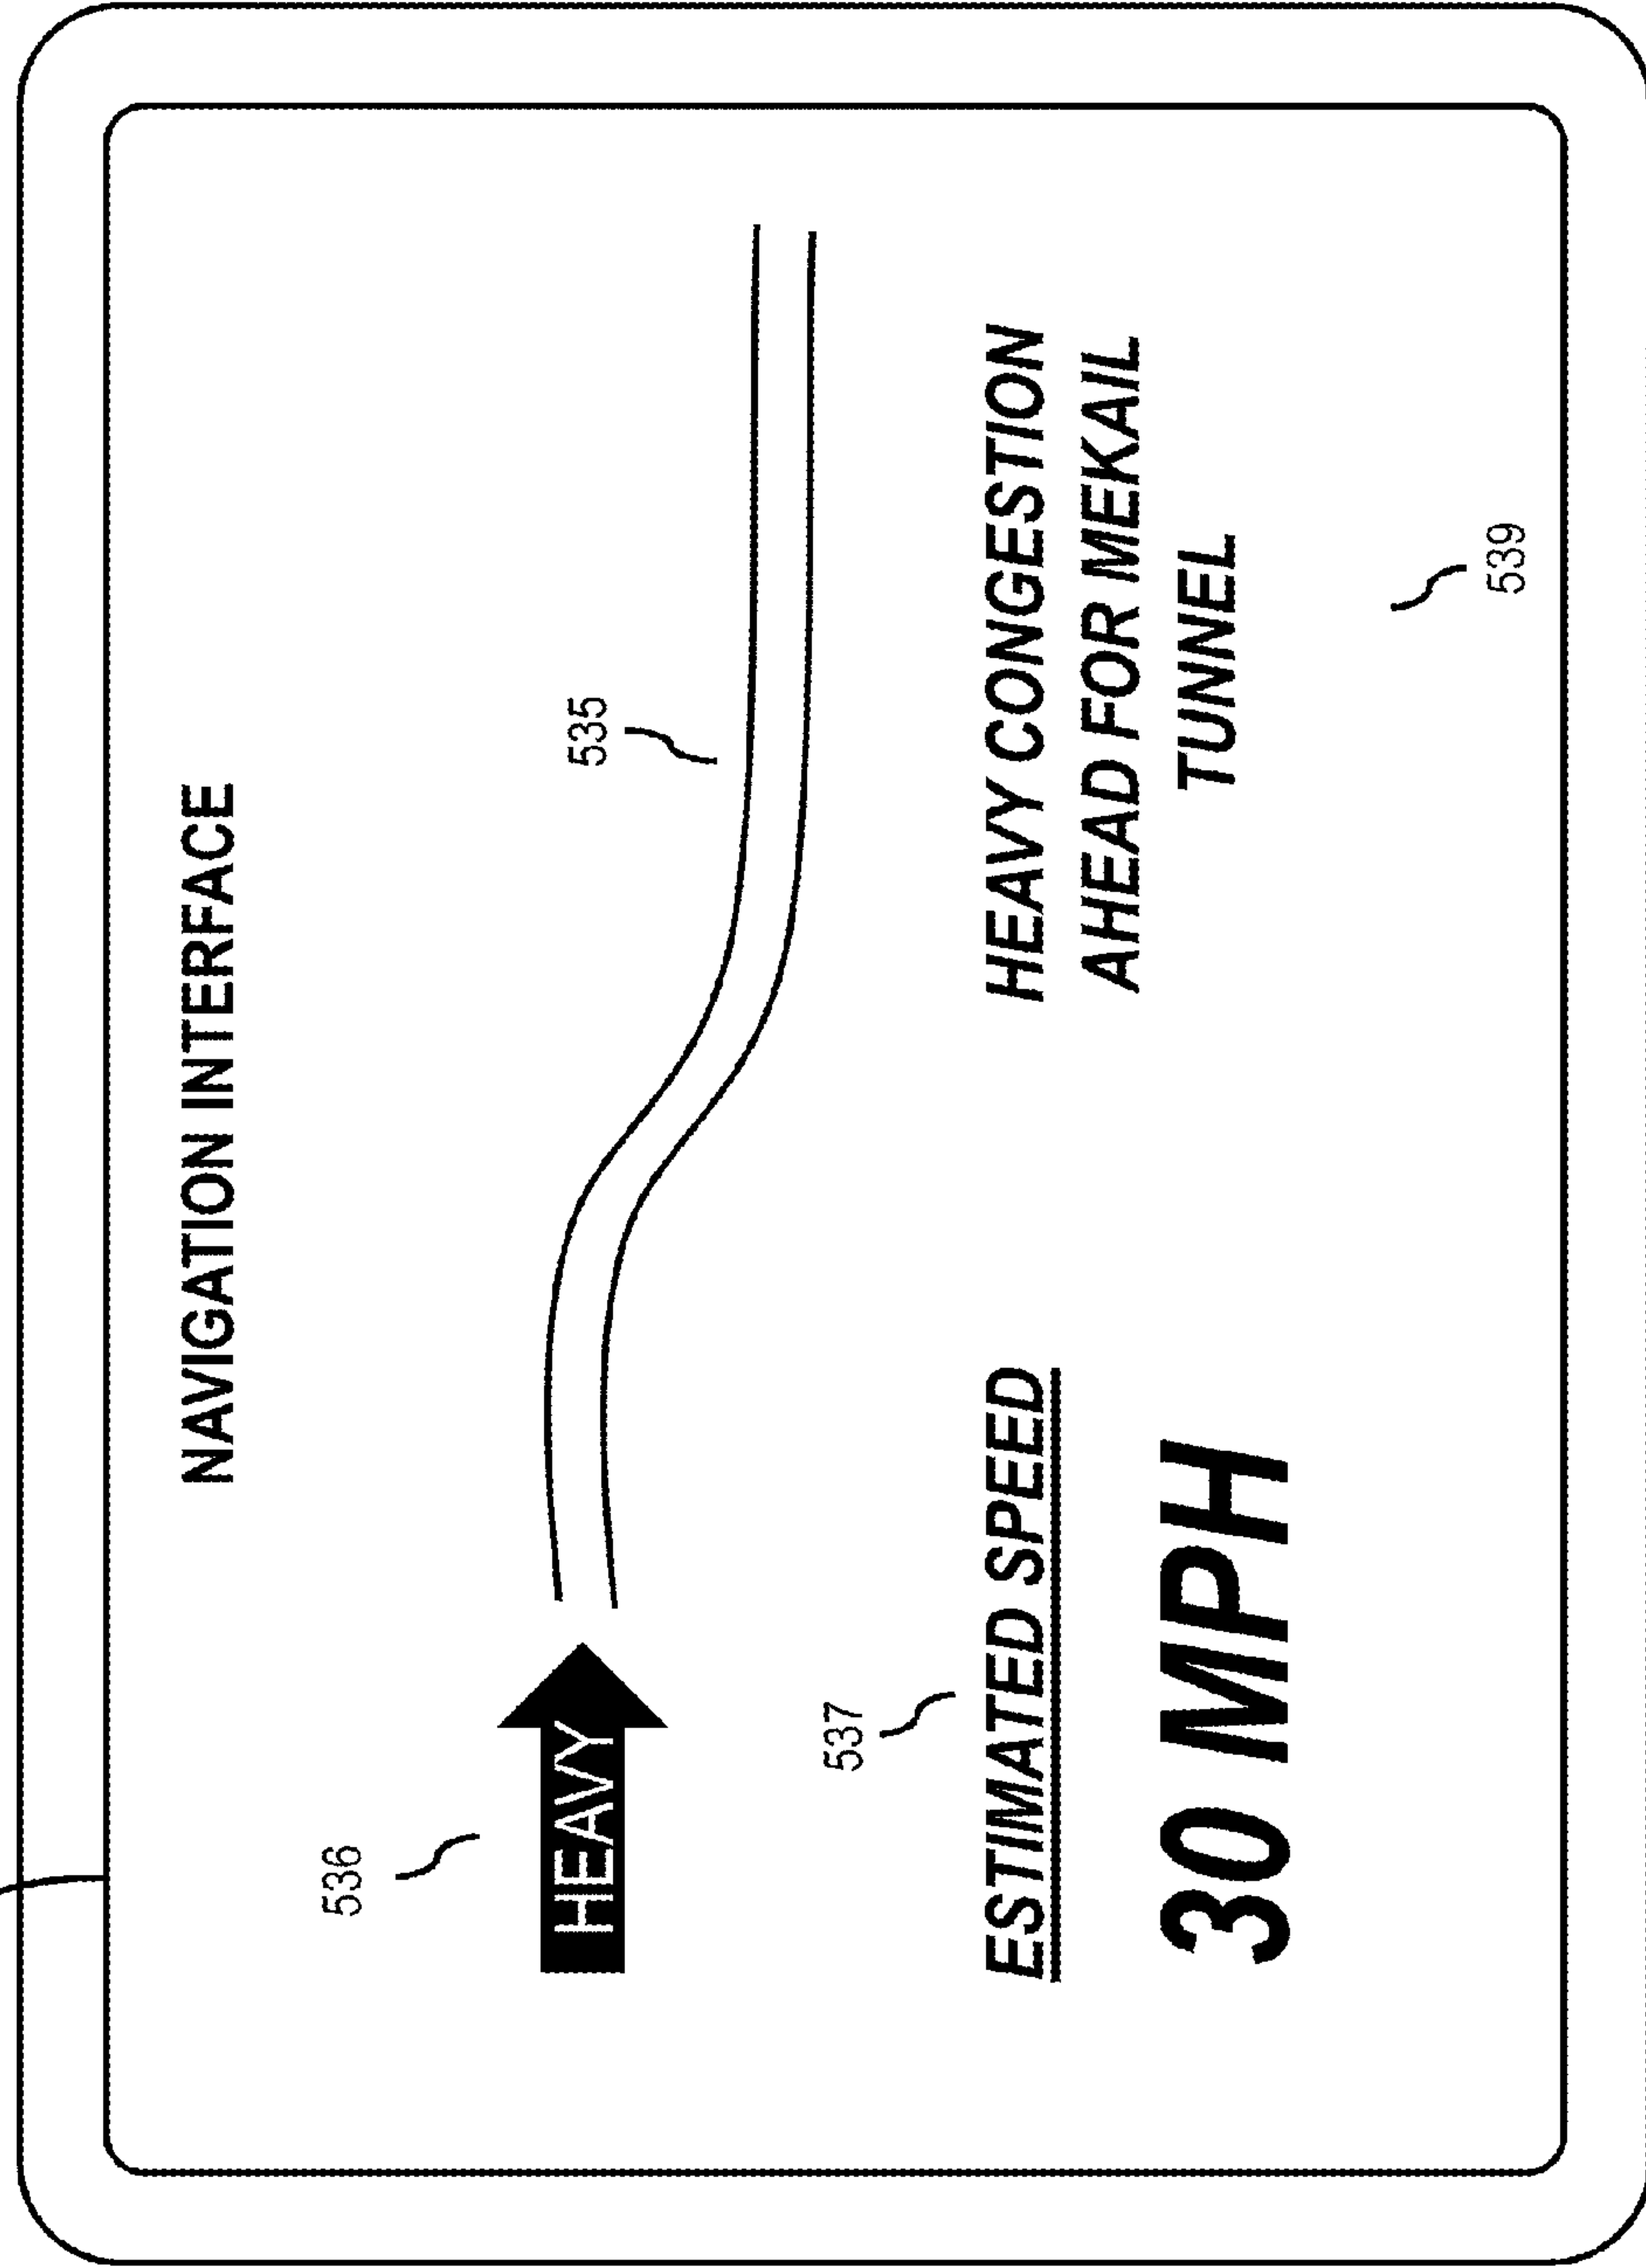 NAVIGATION INTERFACE
536
HEAVY
535
537
ESTIMATED SPEED
30 MPH
HEAVY CONGESTION
AHEAD FOR MEKAIL
TUNNEL
539